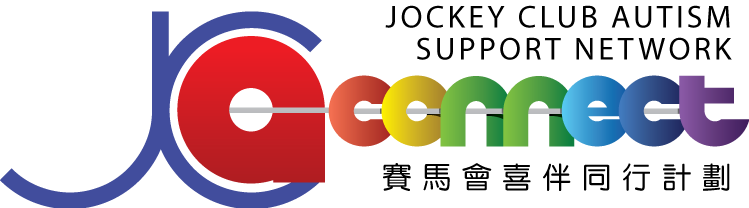 JOCKEY CLUB AUTISM
SUPPORT NETWORK
JC a connect
賽馬會喜伴同行計劃